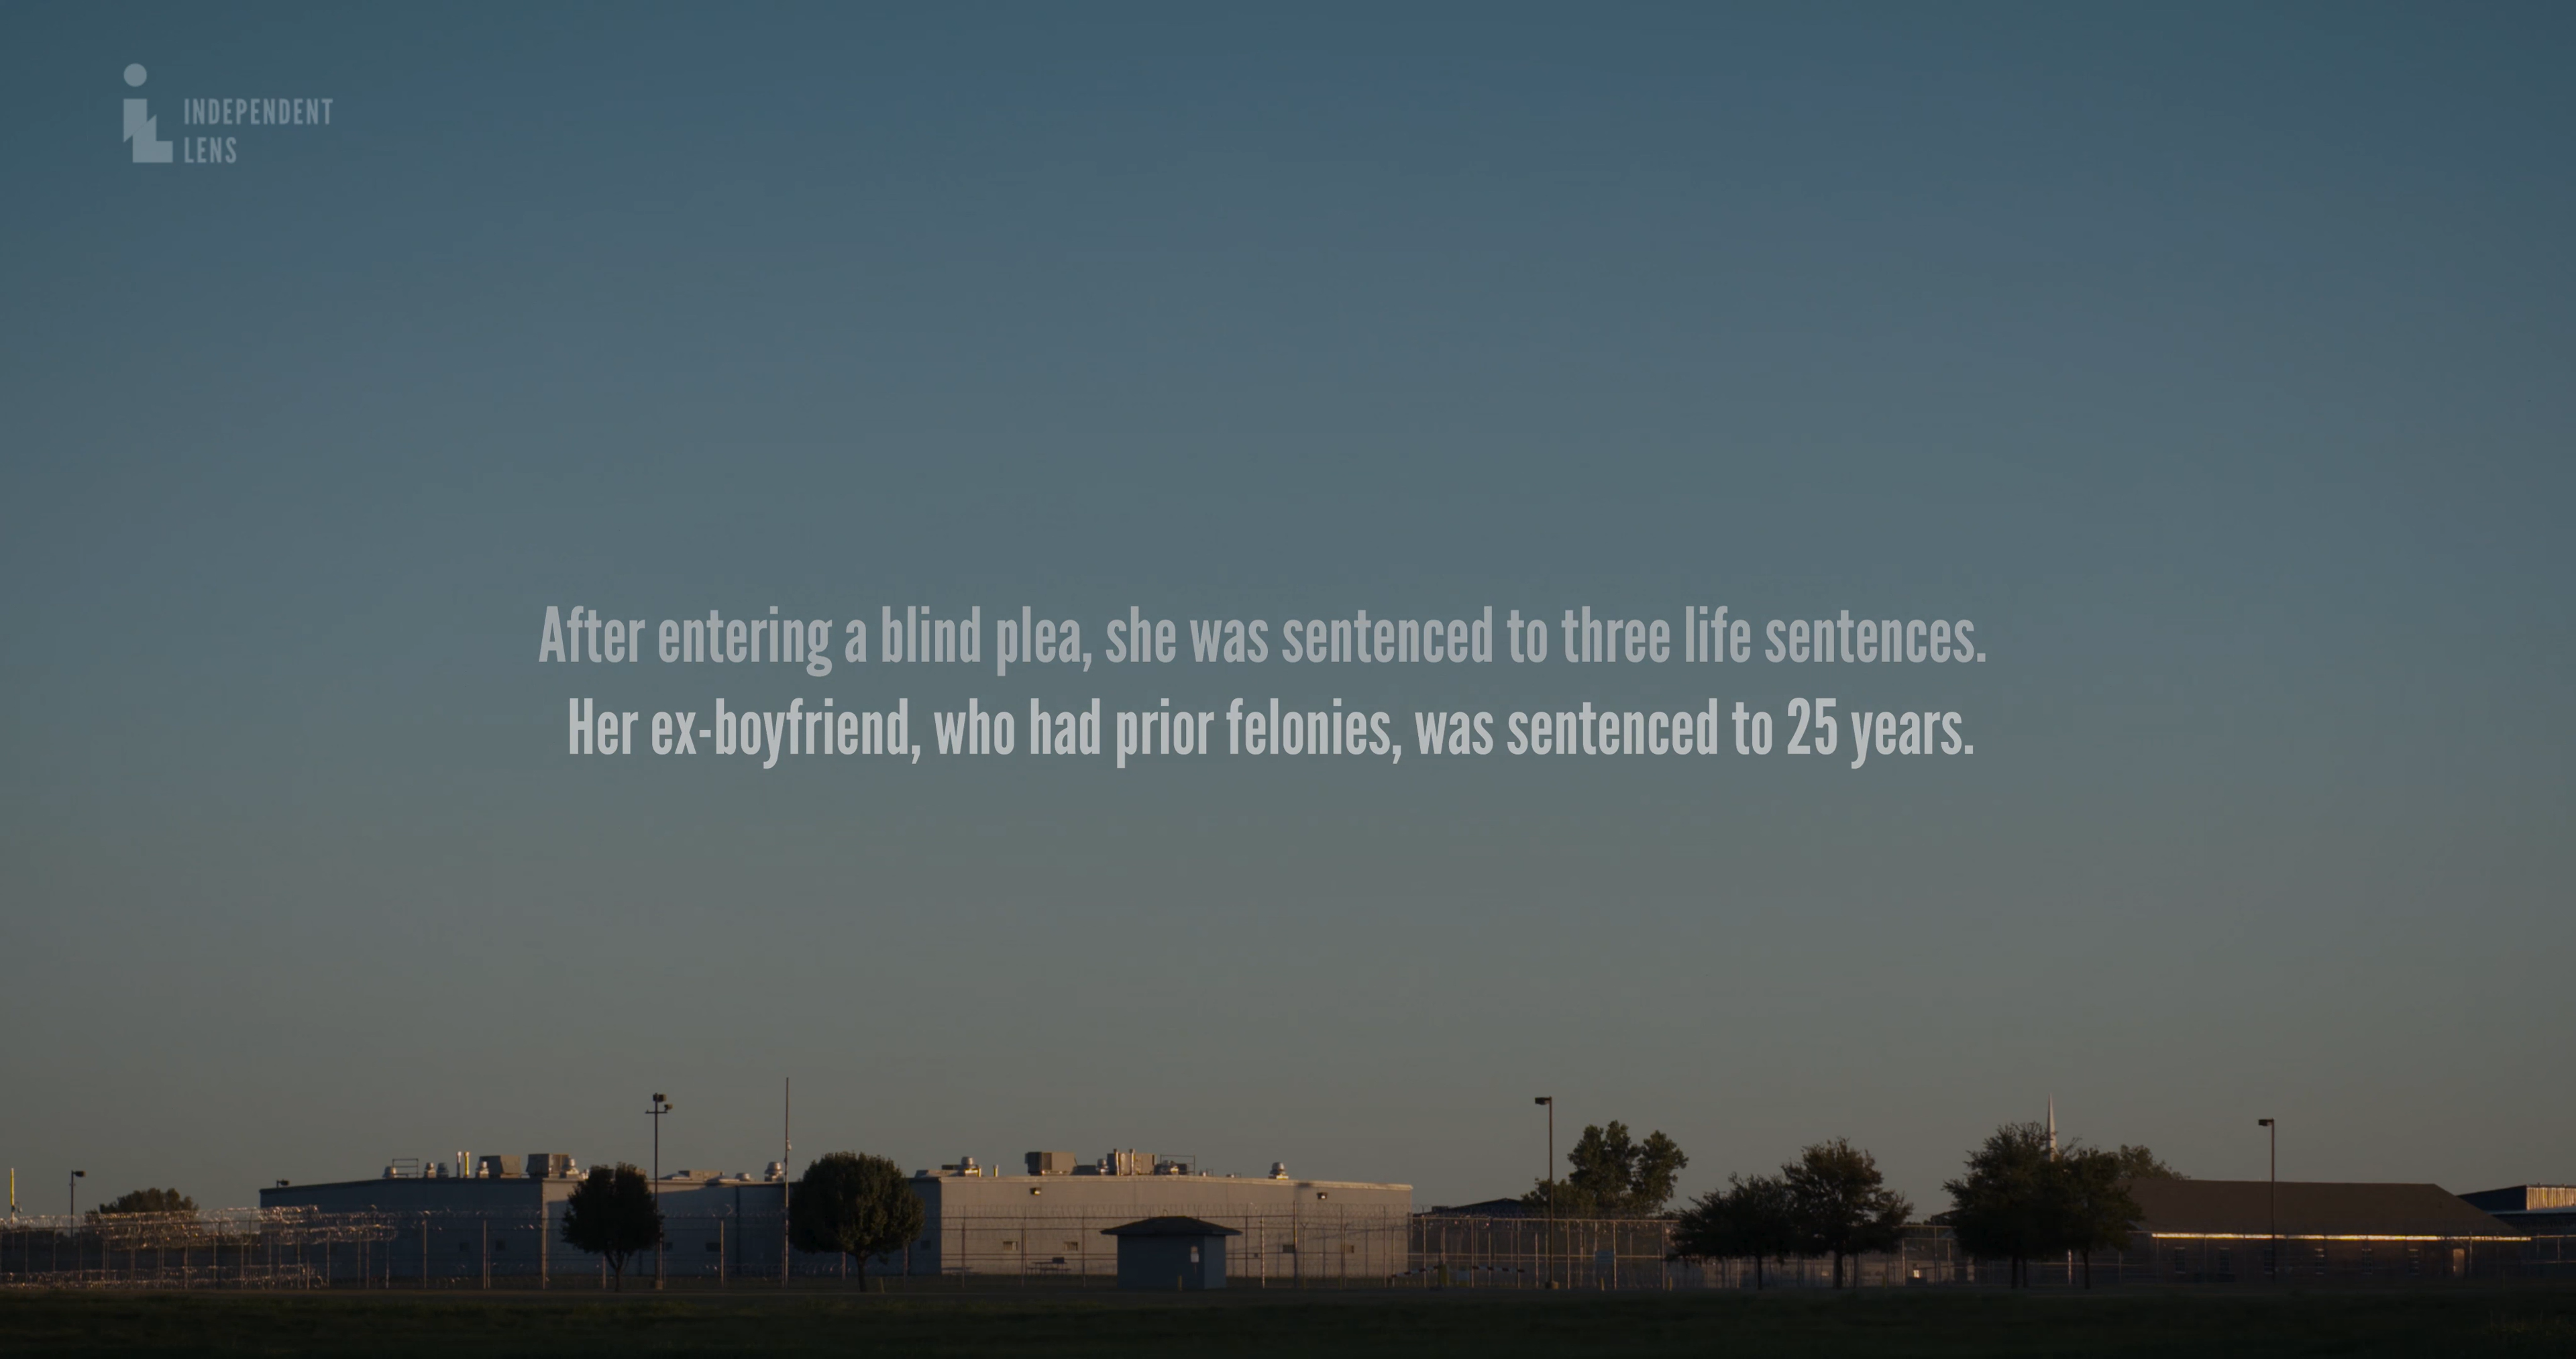 INDEPENDENT
LENS
After entering a blind plea, she was sentenced to three life sentences.
Her ex-boyfriend, who had prior felonies, was sentenced to 25 years.